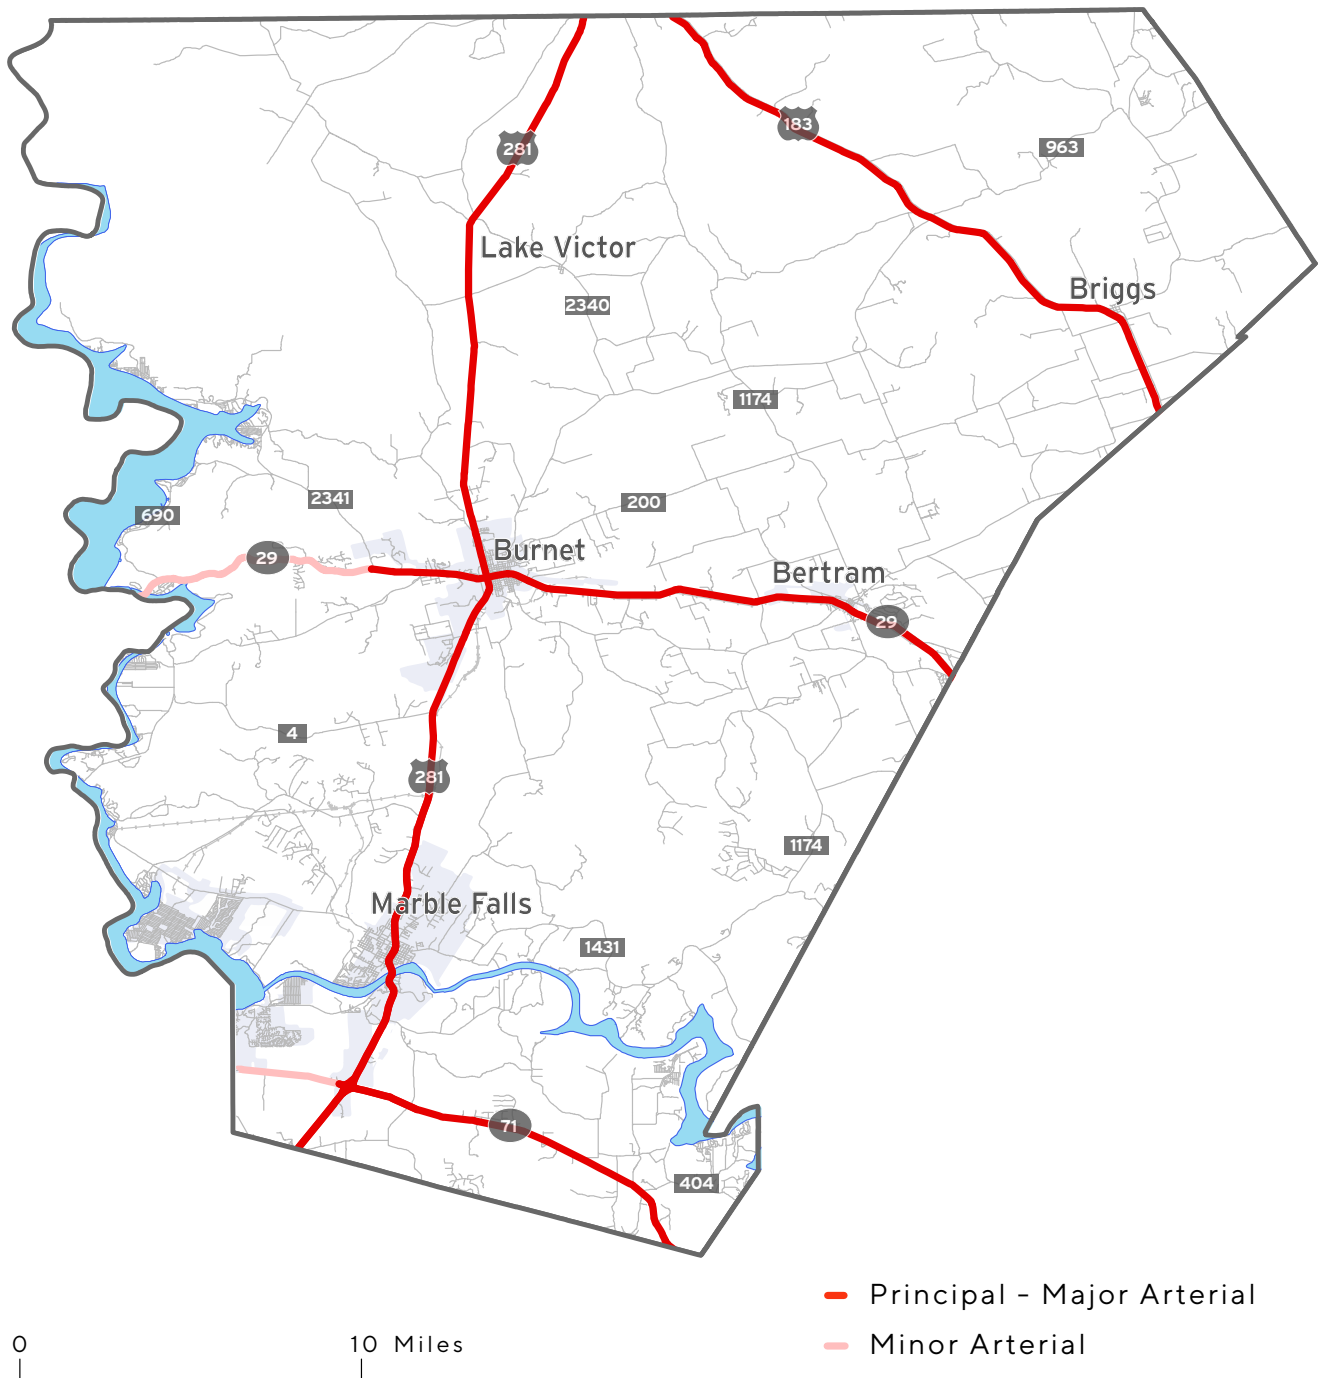 183
281
963
Lake Victor
Briggs
2340
1174
2341
200
690
Burnet
29
Bertram
29
4
281
1174
Marble Falls
1431
71
404
Principal - Major Arterial
0
10 Miles
Minor Arterial